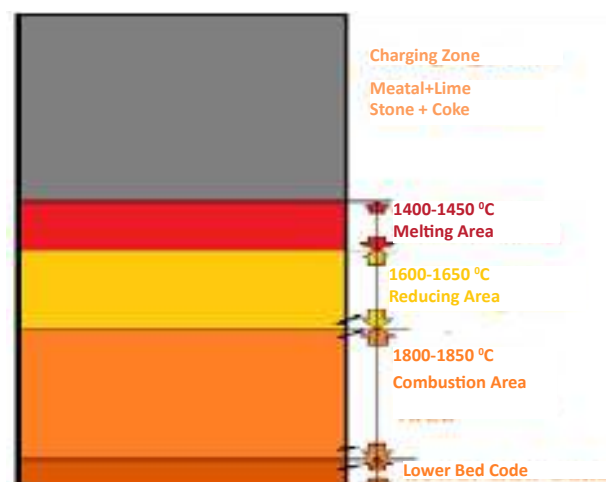 Charging Zone
Meatal+Lime
Stone + Coke
1400-1450 ⁰C
Melting Area
1600-1650 ⁰C
Reducing Area
1800-1850 ⁰C
Combustion Area
Lower Bed Code